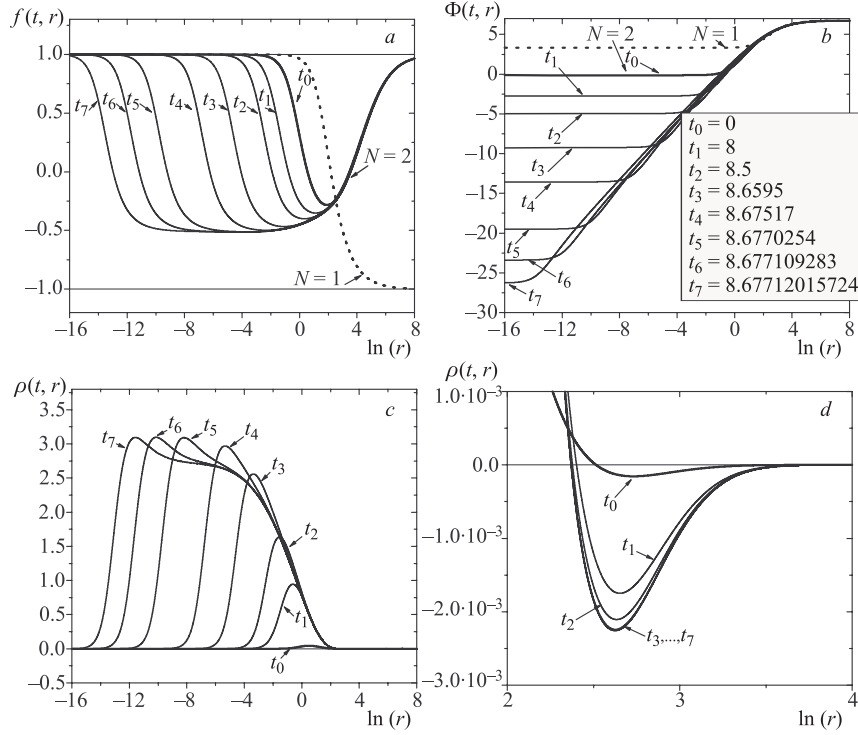 f(t, r)
a
1.0
0.5
0.0
−0.5
−1.0
t₇ t₆ t₅ t₄ t₃ t₂ t₁ t₀
N = 2
N = 1
−16 −12 −8 −4 0 4 8
ln (r)
Φ(t, r)
b
5
0
−5
−10
−15
−20
−25
−30
N = 2
N = 1
t₀
t₁
t₂
t₃
t₄
t₅
t₆
t₇
t₀ = 0
t₁ = 8
t₂ = 8.5
t₃ = 8.6595
t₄ = 8.67517
t₅ = 8.6770254
t₆ = 8.677109283
t₇ = 8.67712015724
−16 −12 −8 −4 0 4 8
ln (r)
ρ(t, r)
c
3.5
3.0
2.5
2.0
1.5
1.0
0.5
0.0
−0.5
t₇ t₆ t₅ t₄
t₃
t₂
t₁
t₀
−16 −12 −8 −4 0 4 8
ln (r)
ρ(t, r)
d
1.0·10⁻³
0.0
−1.0·10⁻³
−2.0·10⁻³
−3.0·10⁻³
t₀
t₁
t₂
t₃,...,t₇
2 3 4
ln (r)